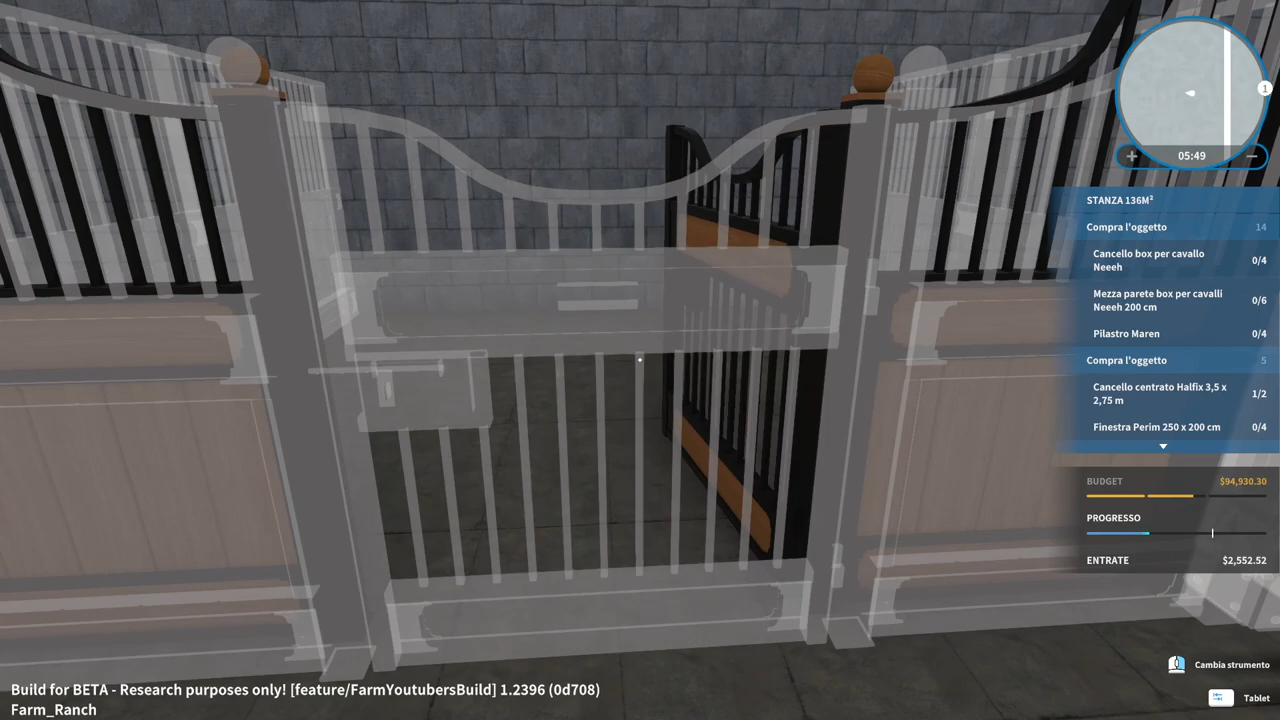 1
+ 05:49 −
STANZA 136M²
Compra l'oggetto 14
Cancello box per cavallo
Neeeh 0/4
Mezza parete box per cavalli
Neeeh 200 cm 0/6
Pilastro Maren 0/4
Compra l'oggetto 5
Cancello centrato Halfix 3,5 x
2,75 m 1/2
Finestra Perim 250 x 200 cm 0/4
BUDGET $94,930.30
PROGRESSO
ENTRATE $2,552.52
Cambia strumento
Tablet
Build for BETA - Research purposes only! [feature/FarmYoutubersBuild] 1.2396 (0d708)
Farm_Ranch